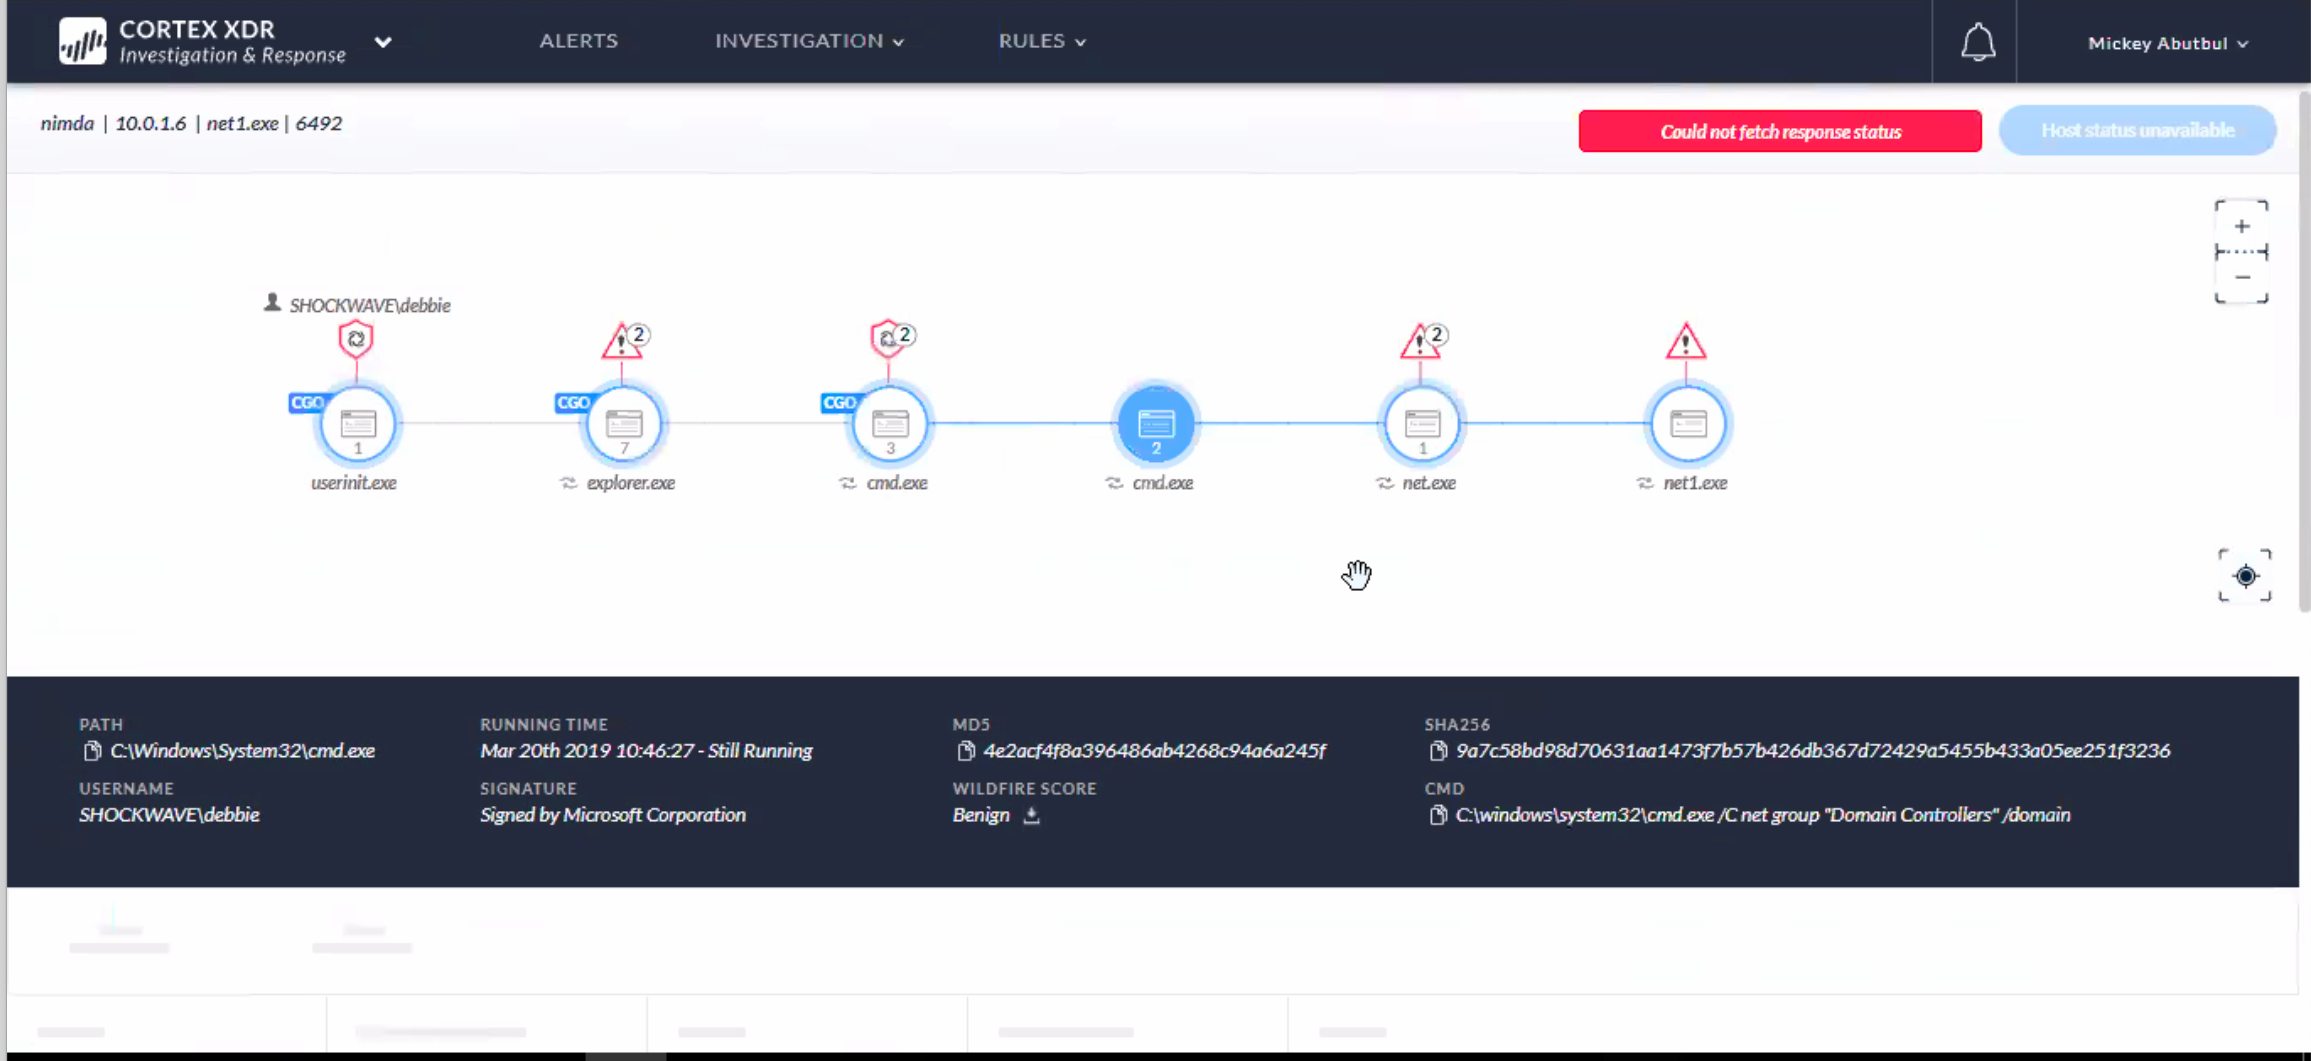 CORTEX XDR
Investigation & Response
ALERTS
INVESTIGATION
RULES
Mickey Abutbul
nimda | 10.0.1.6 | net1.exe | 6492
Could not fetch response status
Host status unavailable
SHOCKWAVE\debbie
2
2
2
CGO
CGO
CGO
1
7
3
2
1
userinit.exe
explorer.exe
cmd.exe
cmd.exe
net.exe
net1.exe
PATH
C:\Windows\System32\cmd.exe
RUNNING TIME
Mar 20th 2019 10:46:27 - Still Running
MD5
4e2acf4f8a396486ab4268c94a6a245f
SHA256
9a7c58bd98d70631aa1473f7b57b426db367d72429a5455b433a05ee251f3236
USERNAME
SHOCKWAVE\debbie
SIGNATURE
Signed by Microsoft Corporation
WILDFIRE SCORE
Benign
CMD
C:\windows\system32\cmd.exe /C net group "Domain Controllers" /domain